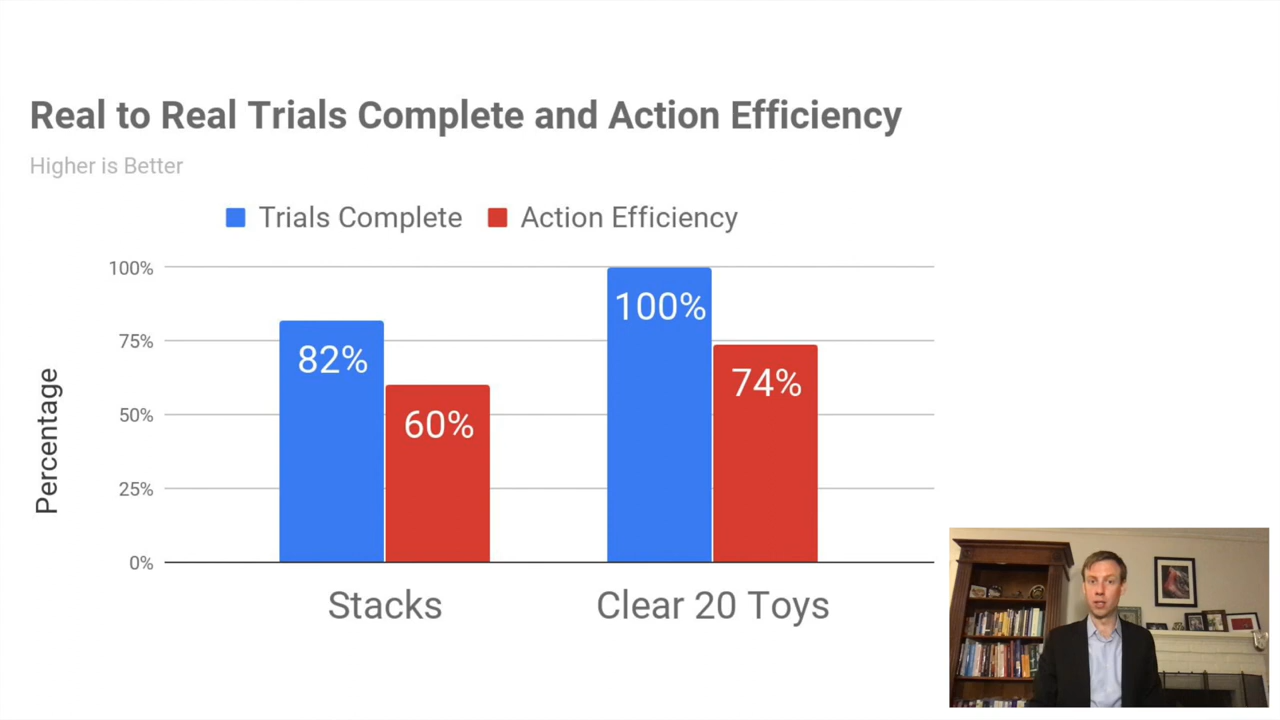 Real to Real Trials Complete and Action Efficiency
Higher is Better
Trials Complete Action Efficiency
100%
75%
50%
25%
0%
Percentage
82%
60%
100%
74%
Stacks
Clear 20 Toys